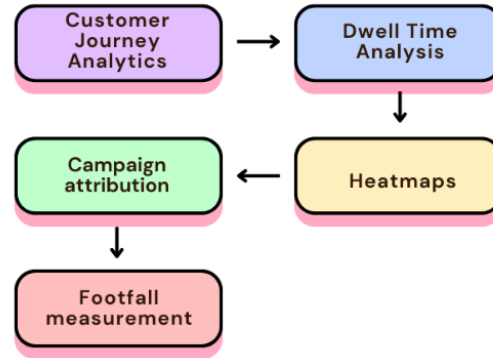 Customer
Journey
Analytics
Dwell Time
Analysis
Heatmaps
Campaign
attribution
Footfall
measurement